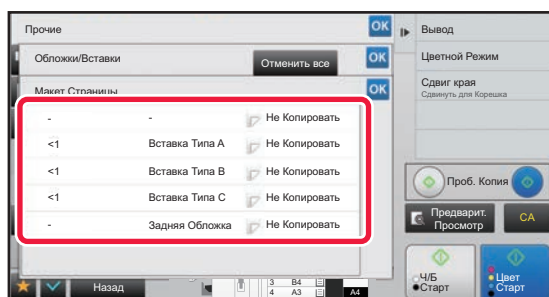 Прочие
OK
Обложки/Вставки
Отменить все
OK
Макет Страницы
OK
- - Не Копировать
<1 Вставка Типа A Не Копировать
<1 Вставка Типа B Не Копировать
<1 Вставка Типа C Не Копировать
- Задняя Обложка Не Копировать
Назад
3 B4
4 A3
A4
Вывод
Цветной Режим
Сдвиг края
Сдвинуть для Корешка
Проб. Копия
Предварит.
Просмотр
CA
Ч/Б
Старт
Цвет
Старт